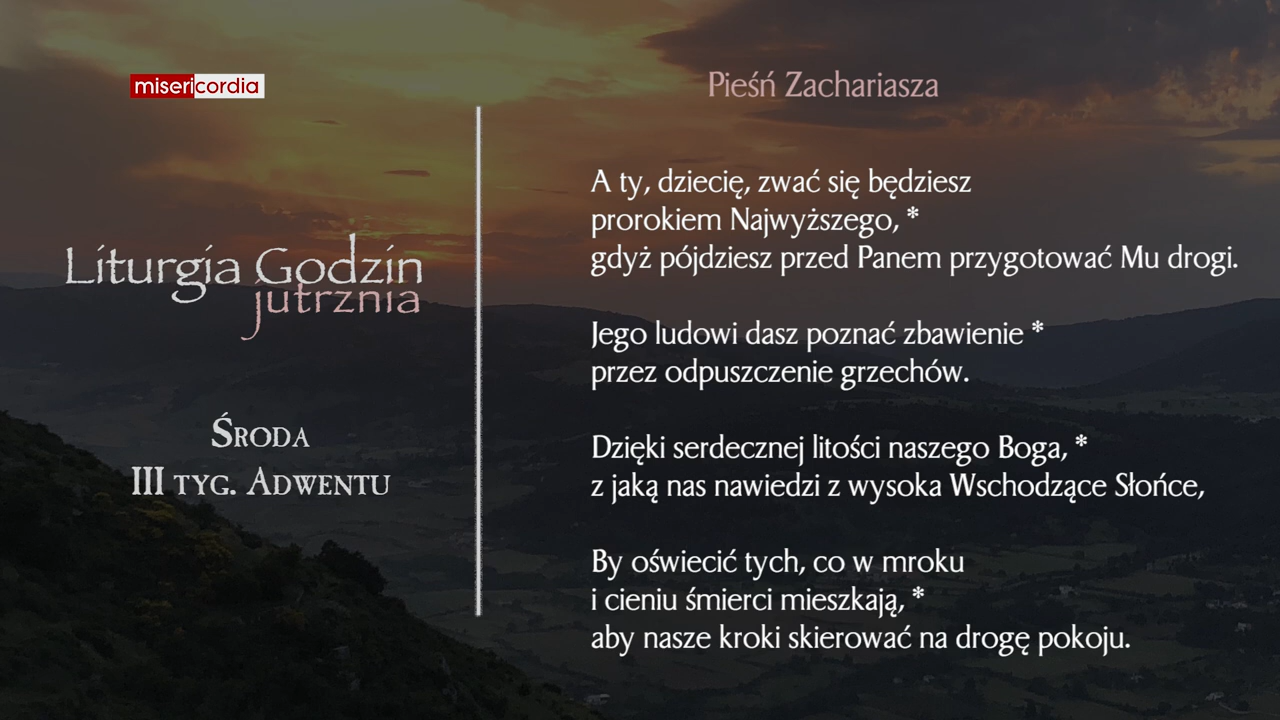 misericordia
Liturgia Godzin
jutrznia
Środa
III tyg. Adwentu
Pieśń Zachariasza
A ty, dziecię, zwać się będziesz
prorokiem Najwyższego, *
gdyż pójdziesz przed Panem przygotować Mu drogi.
Jego ludowi dasz poznać zbawienie *
przez odpuszczenie grzechów.
Dzięki serdecznej litości naszego Boga, *
z jaką nas nawiedzi z wysoka Wschodzące Słońce,
By oświecić tych, co w mroku
i cieniu śmierci mieszkają, *
aby nasze kroki skierować na drogę pokoju.